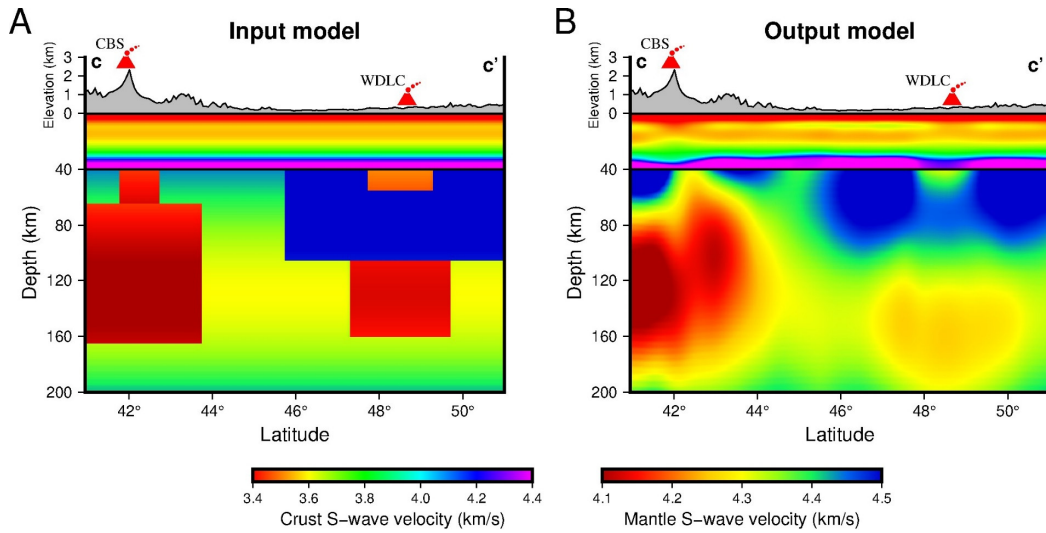 A
Input model
CBS
c
c’
WDLC
Elevation (km)
3
2
1
0
40
80
120
160
200
Depth (km)
42° 44° 46° 48° 50°
Latitude
B
Output model
CBS
c
c’
WDLC
Elevation (km)
3
2
1
0
40
80
120
160
200
Depth (km)
42° 44° 46° 48° 50°
Latitude
3.4 3.6 3.8 4.0 4.2 4.4
Crust S−wave velocity (km/s)
4.1 4.2 4.3 4.4 4.5
Mantle S−wave velocity (km/s)